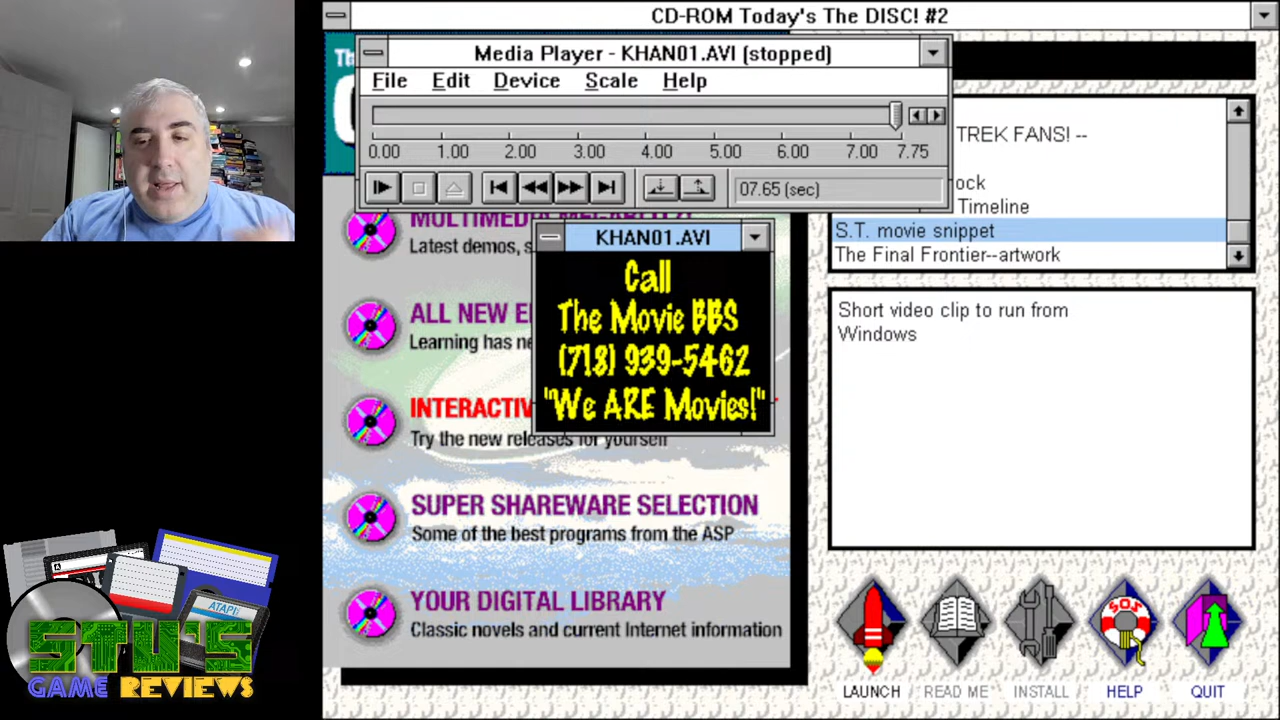 CD-ROM Today's The DISC! #2
Media Player - KHAN01.AVI (stopped)
File Edit Device Scale Help
0.00 1.00 2.00 3.00 4.00 5.00 6.00 7.00 7.75
07.65 (sec)
KHAN01.AVI
Call
The Movie BBS
(718) 939-5462
"We ARE Movies!"
Latest demos, s
ALL NEW E
Learning has ne
INTERACTIV
Try the new releases for yourself
SUPER SHAREWARE SELECTION
Some of the best programs from the ASP
YOUR DIGITAL LIBRARY
Classic novels and current Internet information
TREK FANS! --
ock
Timeline
S.T. movie snippet
The Final Frontier--artwork
Short video clip to run from
Windows
S.O.S
LAUNCH
READ ME
INSTALL
HELP
QUIT
ATARI
STU'S
GAME REVIEWS